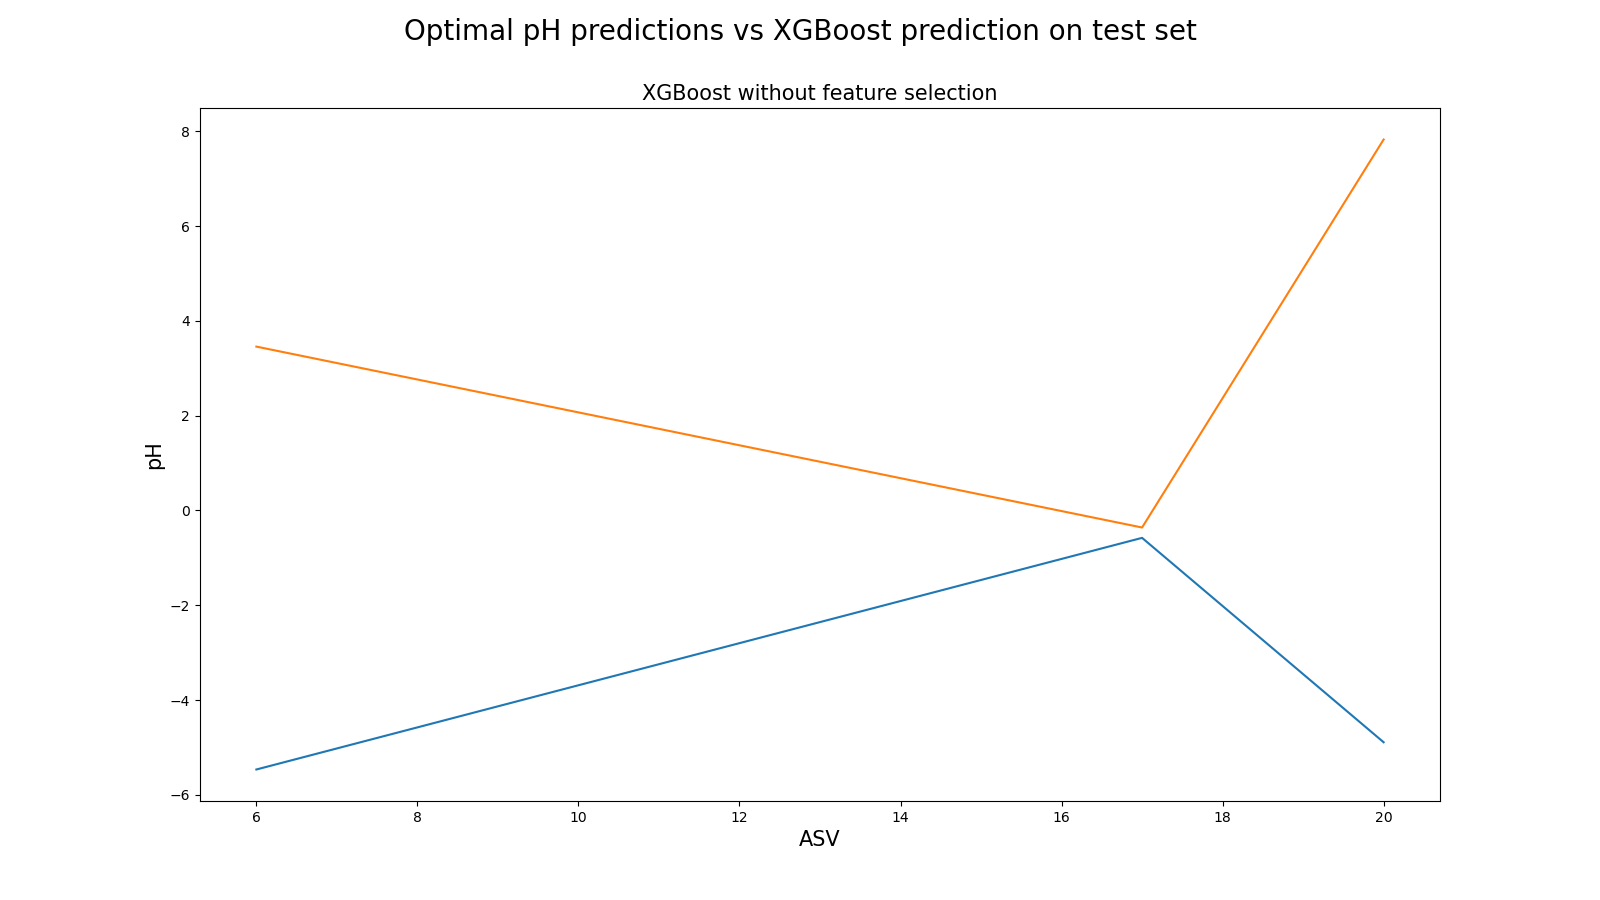 Optimal pH predictions vs XGBoost prediction on test set
XGBoost without feature selection
8
6
4
2
0
−2
−4
−6
pH
6 8 10 12 14 16 18 20
ASV